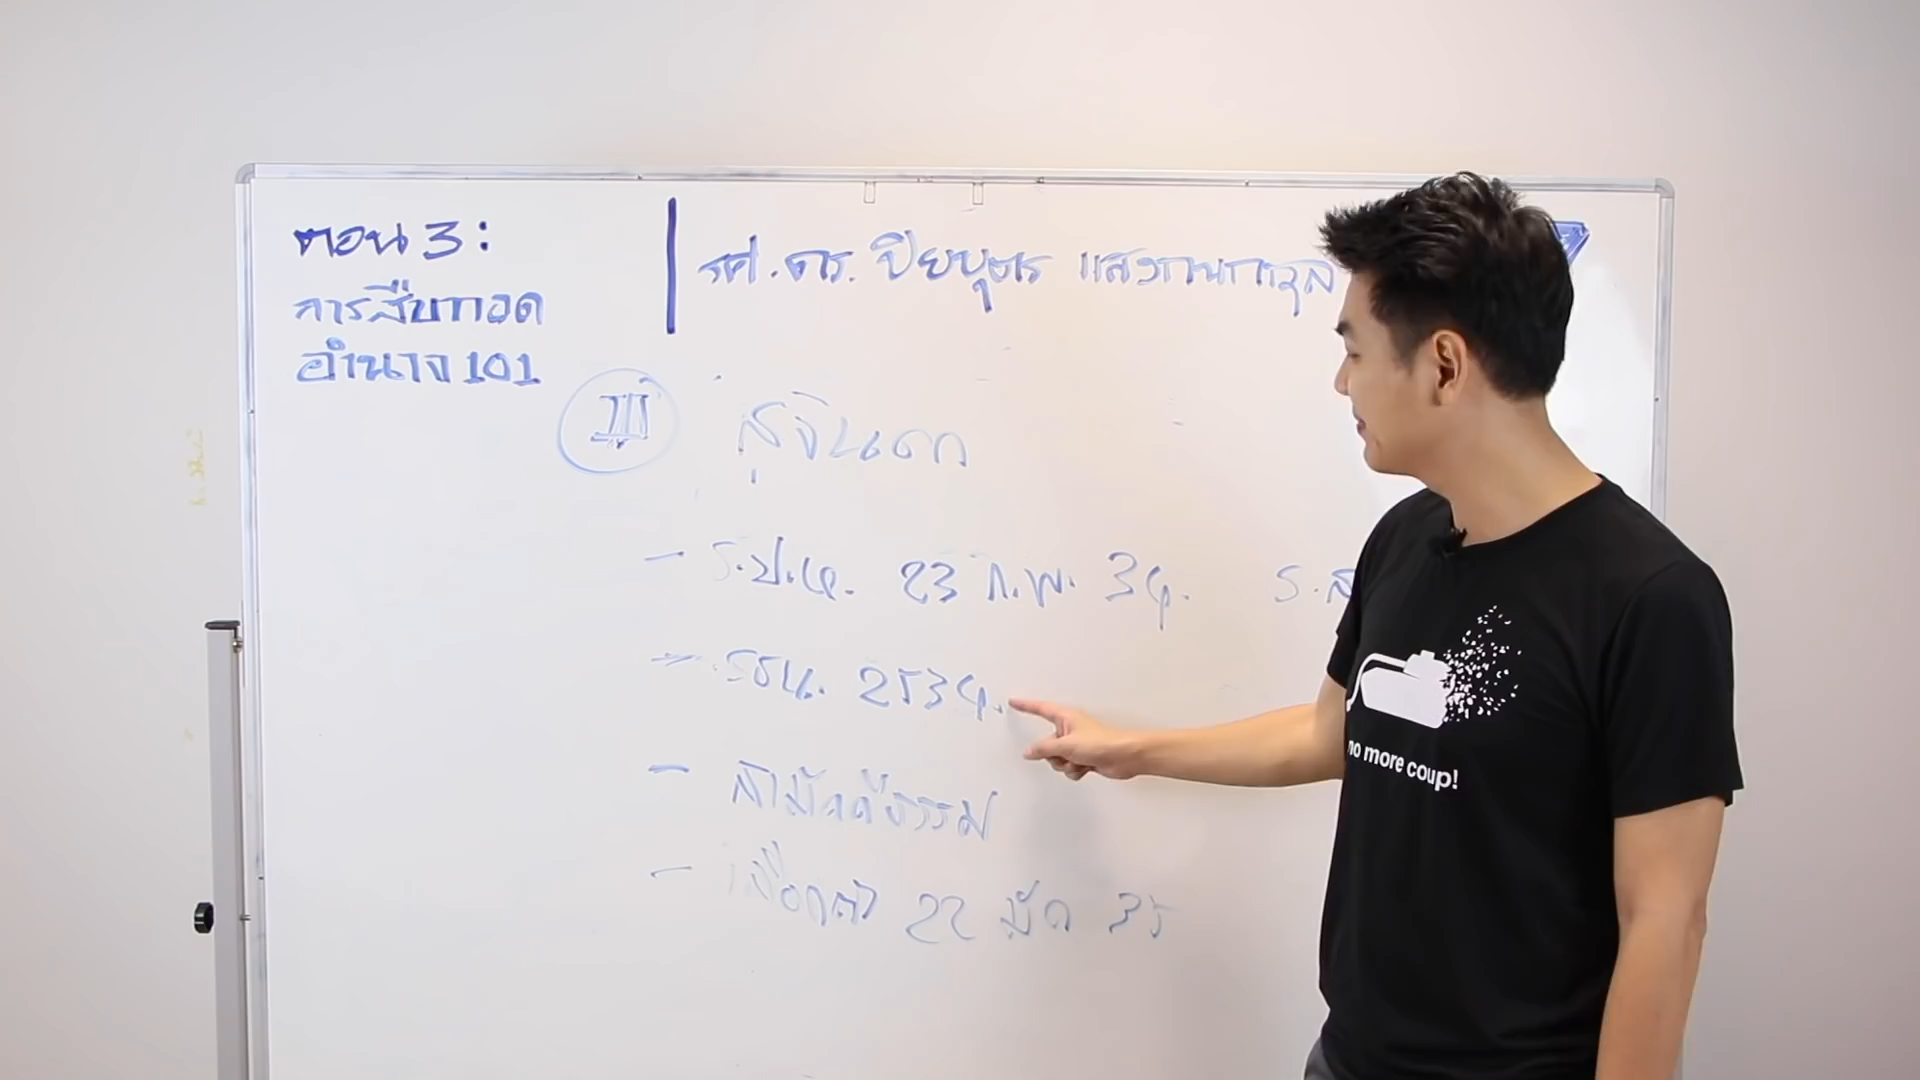 ตอน 3:
การสืบทอด
อำนาจ 101
รศ.ดร. ปิยบุตร แสงกนกกุล
III
สุจินดา
- ร.ป.ห. 23 ก.พ. 34. ร.ส
- รธน. 2534.
- สามัคคีธรรม
- เลือกตั้ง 22 มีค 35
no more coup!